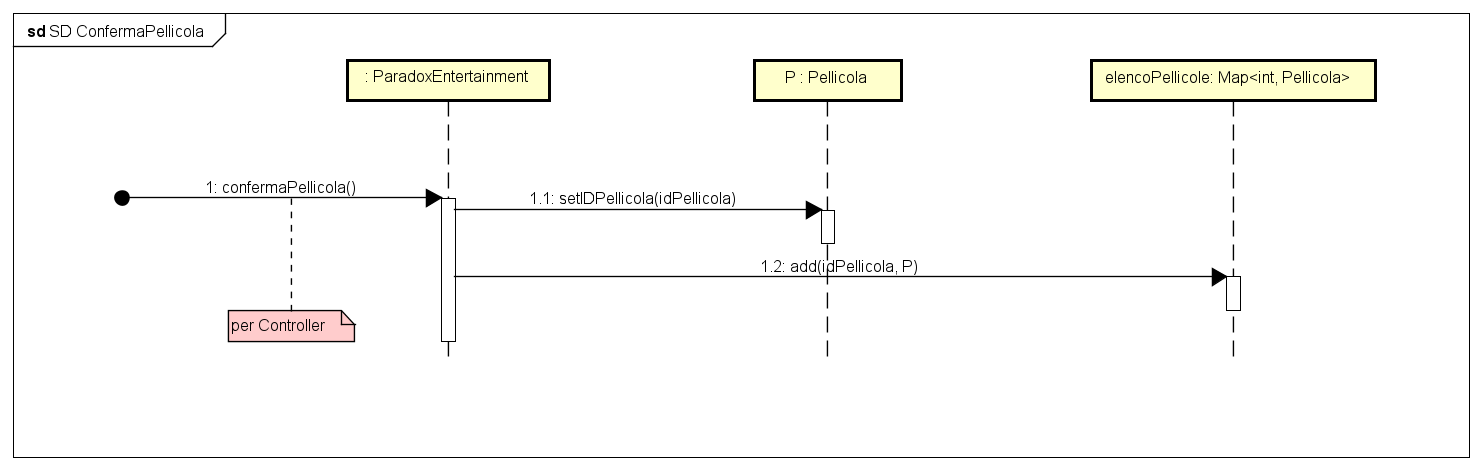 sd SD ConfermaPellicola
: ParadoxEntertainment
P : Pellicola
elencoPellicole: Map<int, Pellicola>
1: confermaPellicola()
1.1: setIDPellicola(idPellicola)
1.2: add(idPellicola, P)
per Controller